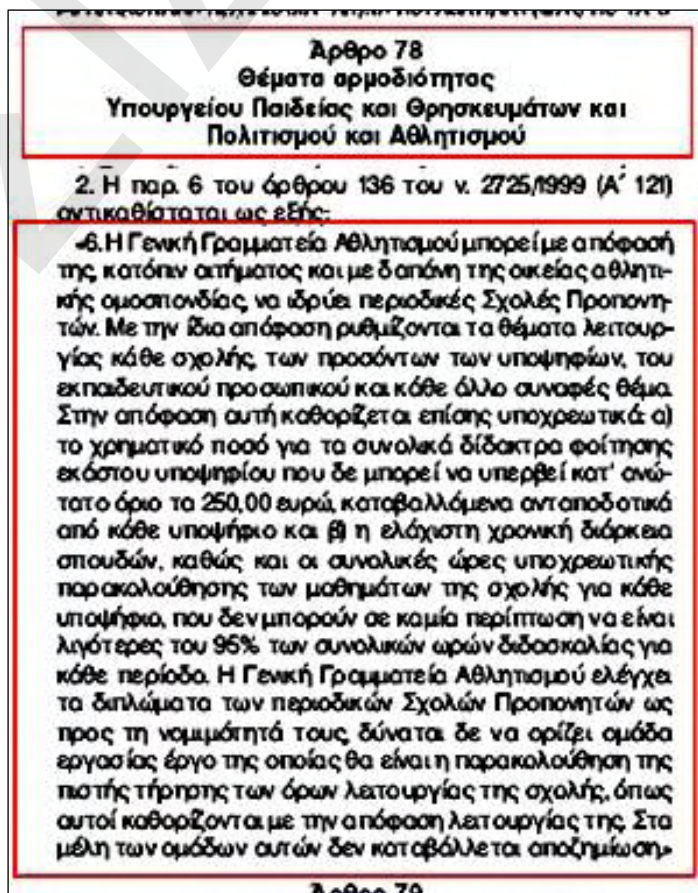 Άρθρο 78
Θέματα αρμοδιότητας
Υπουργείου Παιδείας και Θρησκευμάτων και
Πολιτισμού και Αθλητισμού
2. Η παρ. 6 του άρθρου 136 του ν. 2725/1999 (Α΄ 121)
αντικαθίσταται ως εξής:
«6. Η Γενική Γραμματεία Αθλητισμού μπορεί με απόφασή
της, κατόπιν αιτήματος και με δαπάνη της οικείας αθλητι-
κής ομοσπονδίας, να ιδρύει περιοδικές Σχολές Προπονη-
τών. Με την ίδια απόφαση ρυθμίζονται τα θέματα λειτουρ-
γίας κάθε σχολής, των προσόντων των υποψηφίων, του
εκπαιδευτικού προσωπικού και κάθε άλλο συναφές θέμα.
Στην απόφαση αυτή καθορίζεται επίσης υποχρεωτικά: α)
το χρηματικό ποσό για τα συνολικά δίδακτρα φοίτησης
εκάστου υποψηφίου που δε μπορεί να υπερβεί κατ' ανώ-
τατο όριο τα 250,00 ευρώ, καταβαλλόμενα ανταποδοτικά
από κάθε υποψήφιο και β) η ελάχιστη χρονική διάρκεια
σπουδών, καθώς και οι συνολικές ώρες υποχρεωτικής
παρακολούθησης των μαθημάτων της σχολής για κάθε
υποψήφιο, που δεν μπορούν σε καμία περίπτωση να είναι
λιγότερες του 95% των συνολικών ωρών διδασκαλίας για
κάθε περίοδο. Η Γενική Γραμματεία Αθλητισμού ελέγχει
τα διπλώματα των περιοδικών Σχολών Προπονητών ως
προς τη νομιμότητά τους, δύναται δε να ορίζει ομάδα
εργασίας έργο της οποίας θα είναι η παρακολούθηση της
πιστής τήρησης των όρων λειτουργίας της σχολής, όπως
αυτοί καθορίζονται με την απόφαση λειτουργίας της. Στα
μέλη των ομάδων αυτών δεν καταβάλλεται αποζημίωση.»
Άρθρο 79